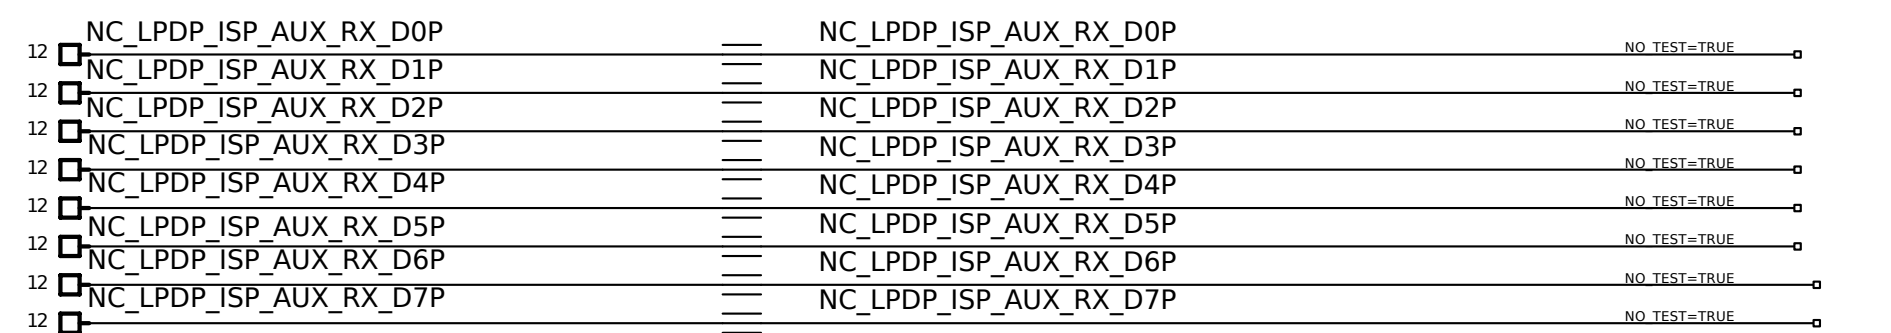 NC_LPDP_ISP_AUX_RX_D0P NC_LPDP_ISP_AUX_RX_D0P
12 NO_TEST=TRUE
NC_LPDP_ISP_AUX_RX_D1P NC_LPDP_ISP_AUX_RX_D1P
12 NO_TEST=TRUE
NC_LPDP_ISP_AUX_RX_D2P NC_LPDP_ISP_AUX_RX_D2P
12 NO_TEST=TRUE
NC_LPDP_ISP_AUX_RX_D3P NC_LPDP_ISP_AUX_RX_D3P
12 NO_TEST=TRUE
NC_LPDP_ISP_AUX_RX_D4P NC_LPDP_ISP_AUX_RX_D4P
12 NO_TEST=TRUE
NC_LPDP_ISP_AUX_RX_D5P NC_LPDP_ISP_AUX_RX_D5P
12 NO_TEST=TRUE
NC_LPDP_ISP_AUX_RX_D6P NC_LPDP_ISP_AUX_RX_D6P
12 NO_TEST=TRUE
NC_LPDP_ISP_AUX_RX_D7P NC_LPDP_ISP_AUX_RX_D7P
12 NO_TEST=TRUE